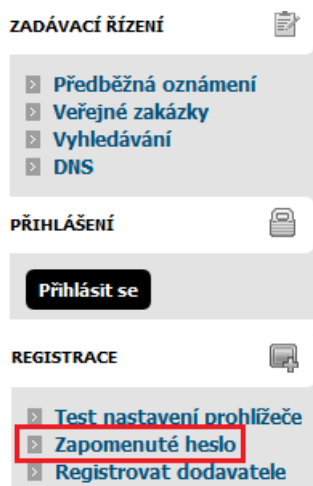 ZADÁVACÍ ŘÍZENÍ
Předběžná oznámení
Veřejné zakázky
Vyhledávání
DNS
PŘIHLÁŠENÍ
Přihlásit se
REGISTRACE
Test nastavení prohlížeče
Zapomenuté heslo
Registrovat dodavatele